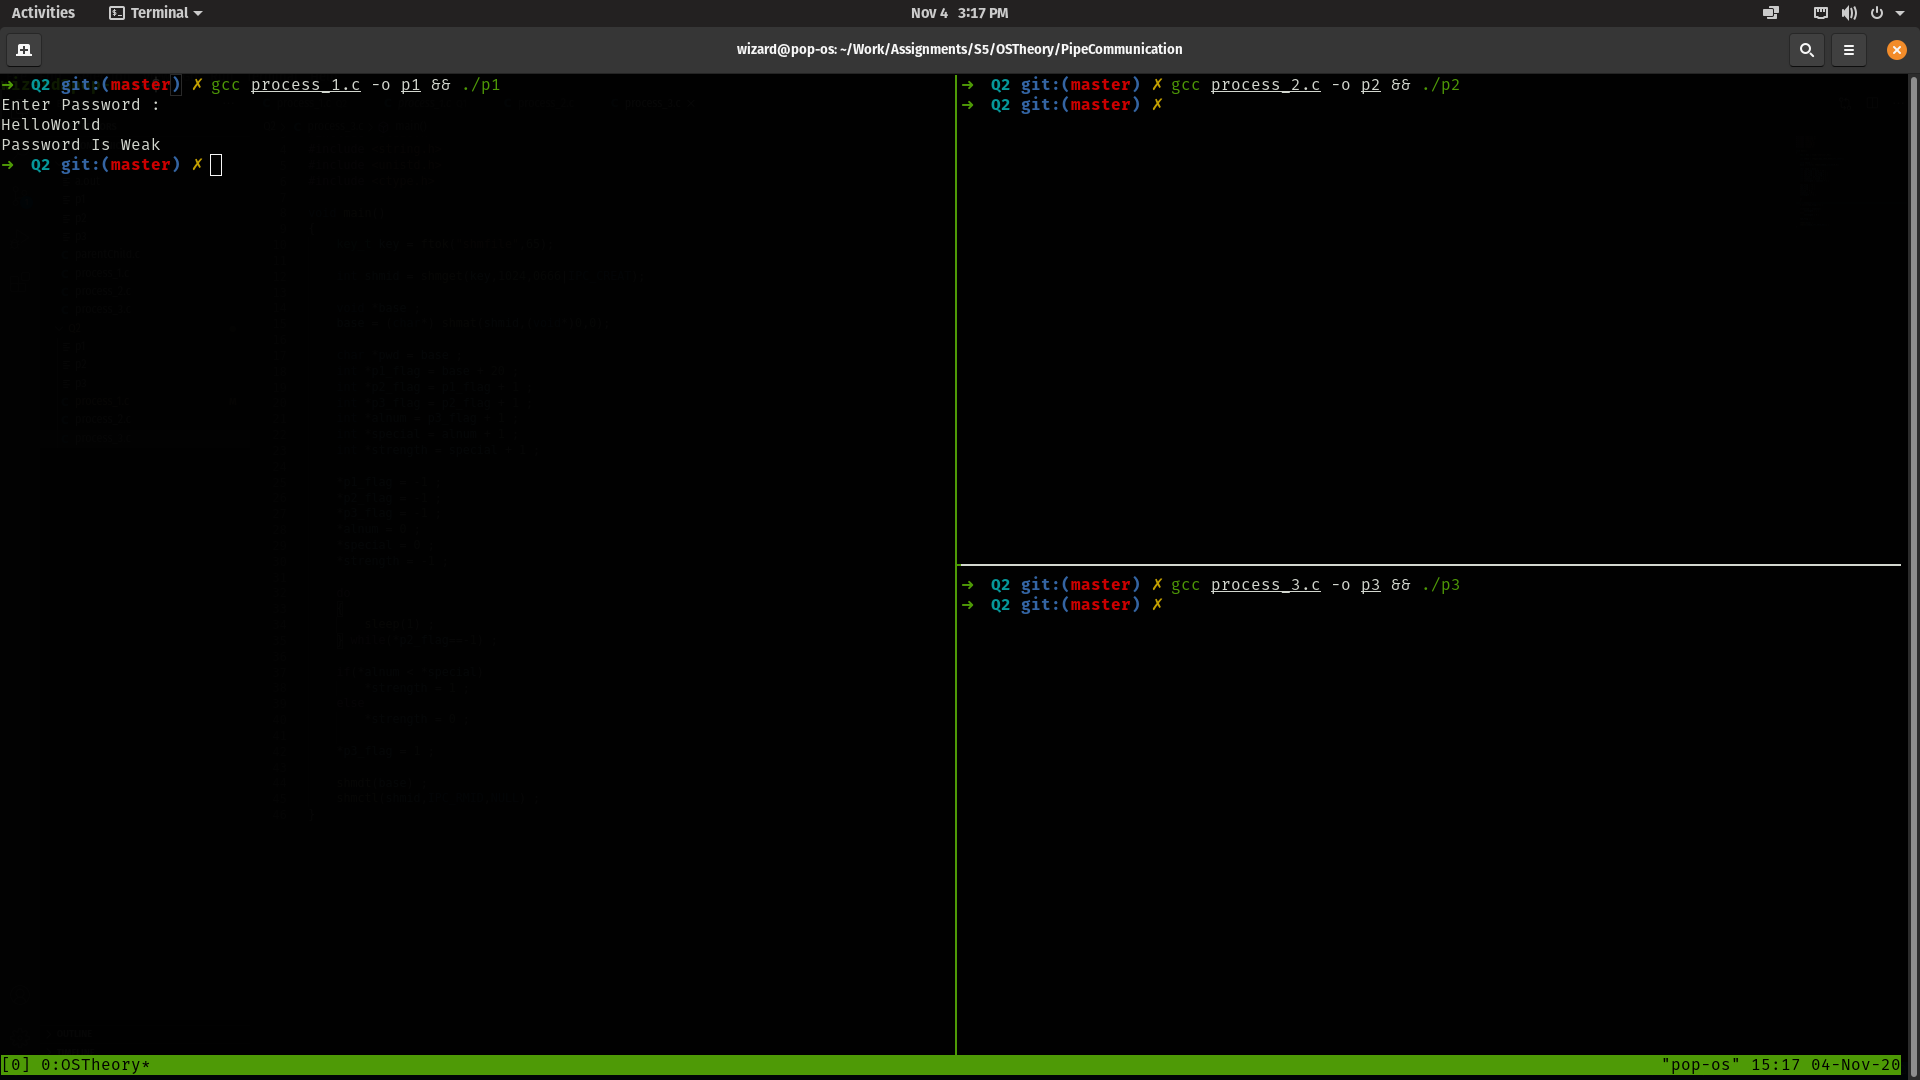 Activities Terminal Nov 4 3:17 PM
wizard@pop-os: ~/Work/Assignments/S5/OSTheory/PipeCommunication
➜ Q2 git:(master) ✗ gcc process_1.c -o p1 && ./p1
Enter Password :
HelloWorld
Password Is Weak
➜ Q2 git:(master) ✗
➜ Q2 git:(master) ✗ gcc process_2.c -o p2 && ./p2
➜ Q2 git:(master) ✗
➜ Q2 git:(master) ✗ gcc process_3.c -o p3 && ./p3
➜ Q2 git:(master) ✗
[0] 0:OSTheory* "pop-os" 15:17 04-Nov-20